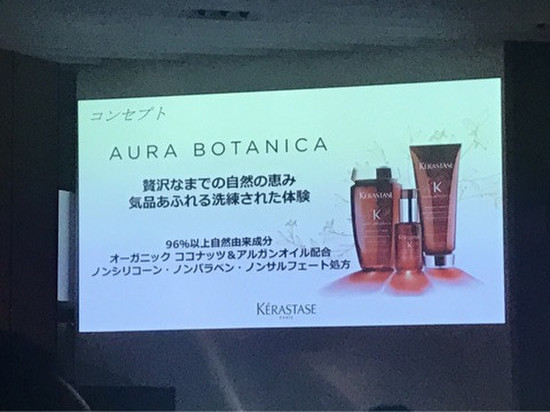 コンセプト
AURA BOTANICA
贅沢なまでの自然の恵み
気品あふれる洗練された体験
96%以上自然由来成分
オーガニック ココナッツ&アルガンオイル配合
ノンシリコーン・ノンパラベン・ノンサルフェート処方
KÉRASTASE
PARIS
KÉRASTASE
K
K
K